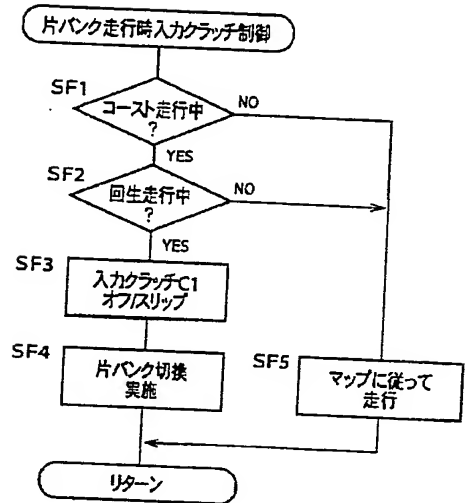 片バンク走行時入力クラッチ制御
SF1
コースト走行中
?
NO
YES
SF2
回生走行中
?
NO
YES
SF3
入力クラッチC1
オフ/スリップ
SF4
片バンク切換
実施
SF5
マップに従って
走行
リターン